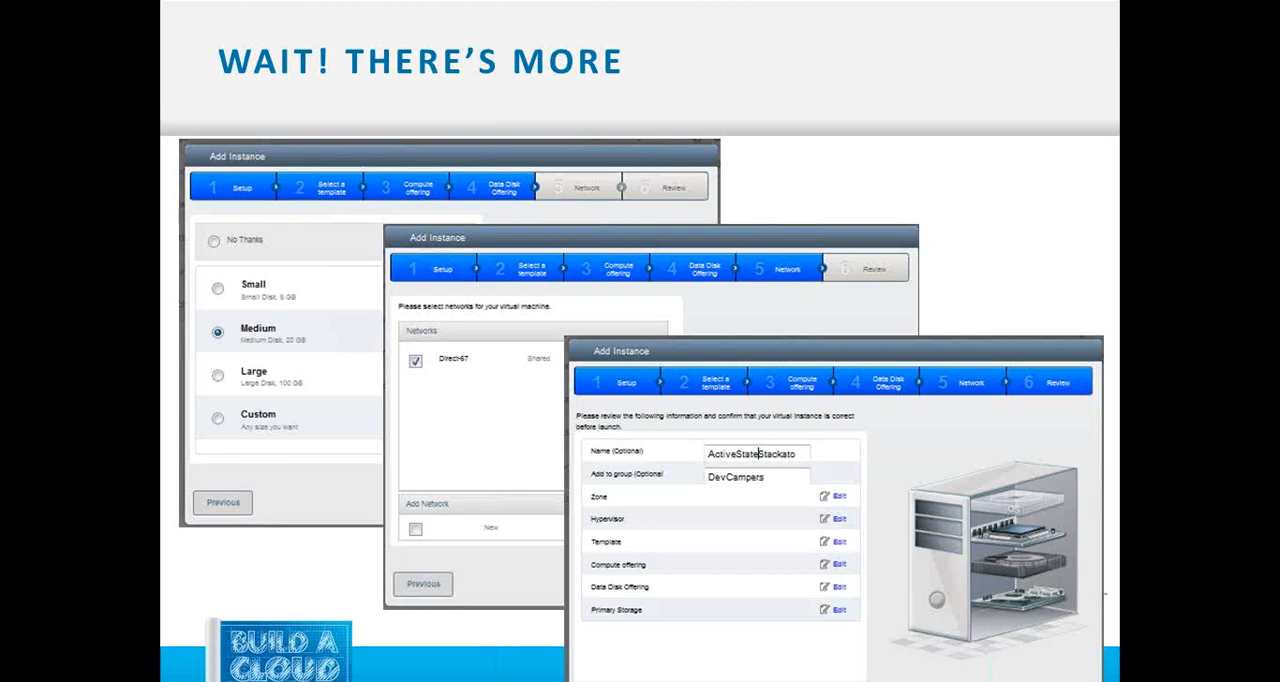 WAIT! THERE’S MORE
Add Instance
1 Setup
2 Select a template
3 Compute offering
4 Data Disk Offering
5 Network
6 Review
No Thanks
Small
Small Disk, 5 GB
Medium
Medium Disk, 20 GB
Large
Large Disk, 100 GB
Custom
Any size you want
Previous
Add Instance
1 Setup
2 Select a template
3 Compute offering
4 Data Disk Offering
5 Network
6 Review
Please select networks for your virtual machine.
Networks
Direct-67 Shared
Add Network
New
Previous
Add Instance
1 Setup
2 Select a template
3 Compute offering
4 Data Disk Offering
5 Network
6 Review
Please review the following information and confirm that your virtual instance is correct
before launch.
Name (Optional) ActiveStateStackato
Add to group (Optional DevCampers
Zone Edit
Hypervisor Edit
Template Edit
Compute offering Edit
Data Disk Offering Edit
Primary Storage Edit
OS
BUILD A
CLOUD